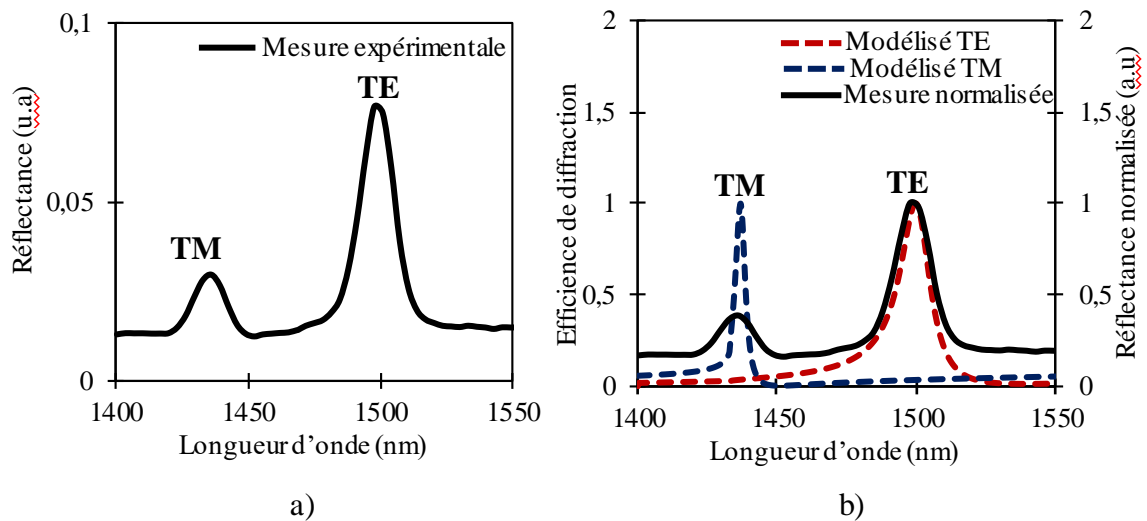 0,1
0,05
0
Réflectance (u.a)
Mesure expérimentale
TM
TE
1400
1450
1500
1550
Longueur d’onde (nm)
a)
2
1,5
1
0,5
0
Efficience de diffraction
Modélisé TE
Modélisé TM
Mesure normalisée
TM
TE
2
1,5
1
0,5
0
Réflectance normalisée (a.u)
1400
1450
1500
1550
Longueur d’onde (nm)
b)